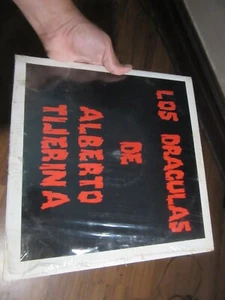 LOS DRACULAS
DE
ALBERTO
TIJERINA